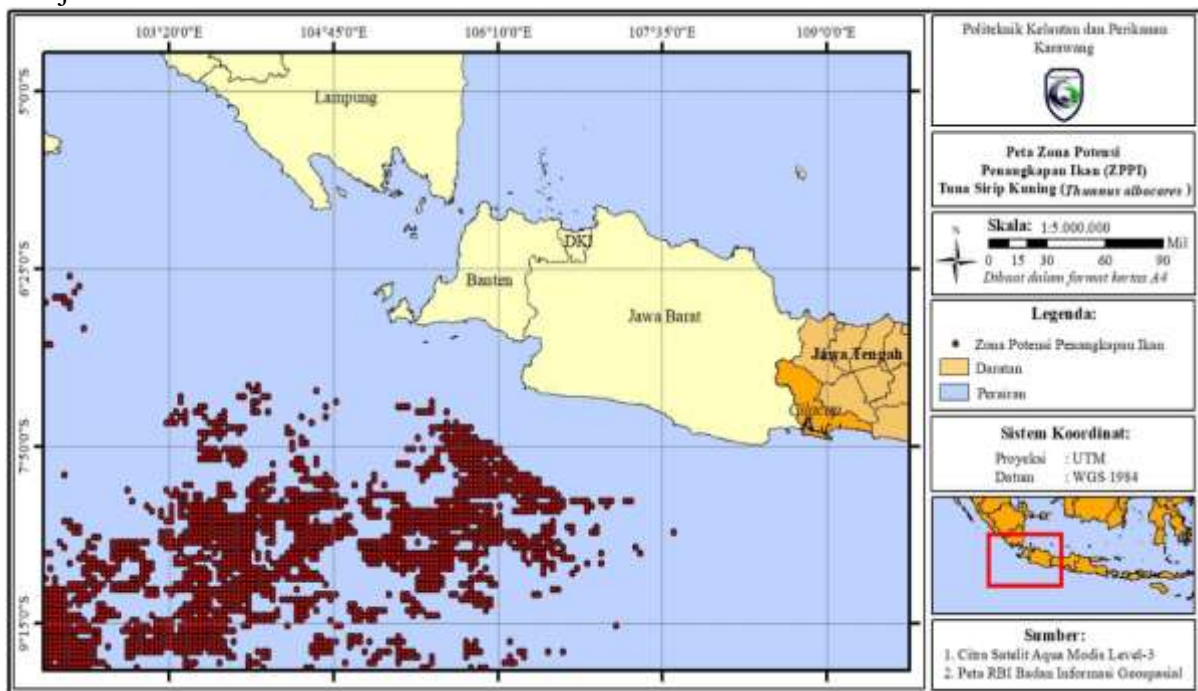 103°20'0"E 104°45'0"E 106°10'0"E 107°35'0"E 109°0'0"E
5°0'0"S
6°25'0"S
7°50'0"S
9°15'0"S
Lampung
DKI
Banten
Jawa Barat
Jawa Tengah
Cilacap
Politeknik Kelautan dan Perikanan
Karawang
Peta Zona Potensi
Penangkapan Ikan (ZPPI)
Tuna Sirip Kuning (Thunnus albacares)
N
Skala: 1:5.000.000
Mil
0 15 30 60 90
Dibuat dalam format kertas A4
Legenda:
Zona Potensi Penangkapan Ikan
Daratan
Perairan
Sistem Koordinat:
Proyeksi : UTM
Datum : WGS 1984
Sumber:
1. Citra Satelit Aqua Modis Level-3
2. Peta RBI Badan Informasi Geospasial